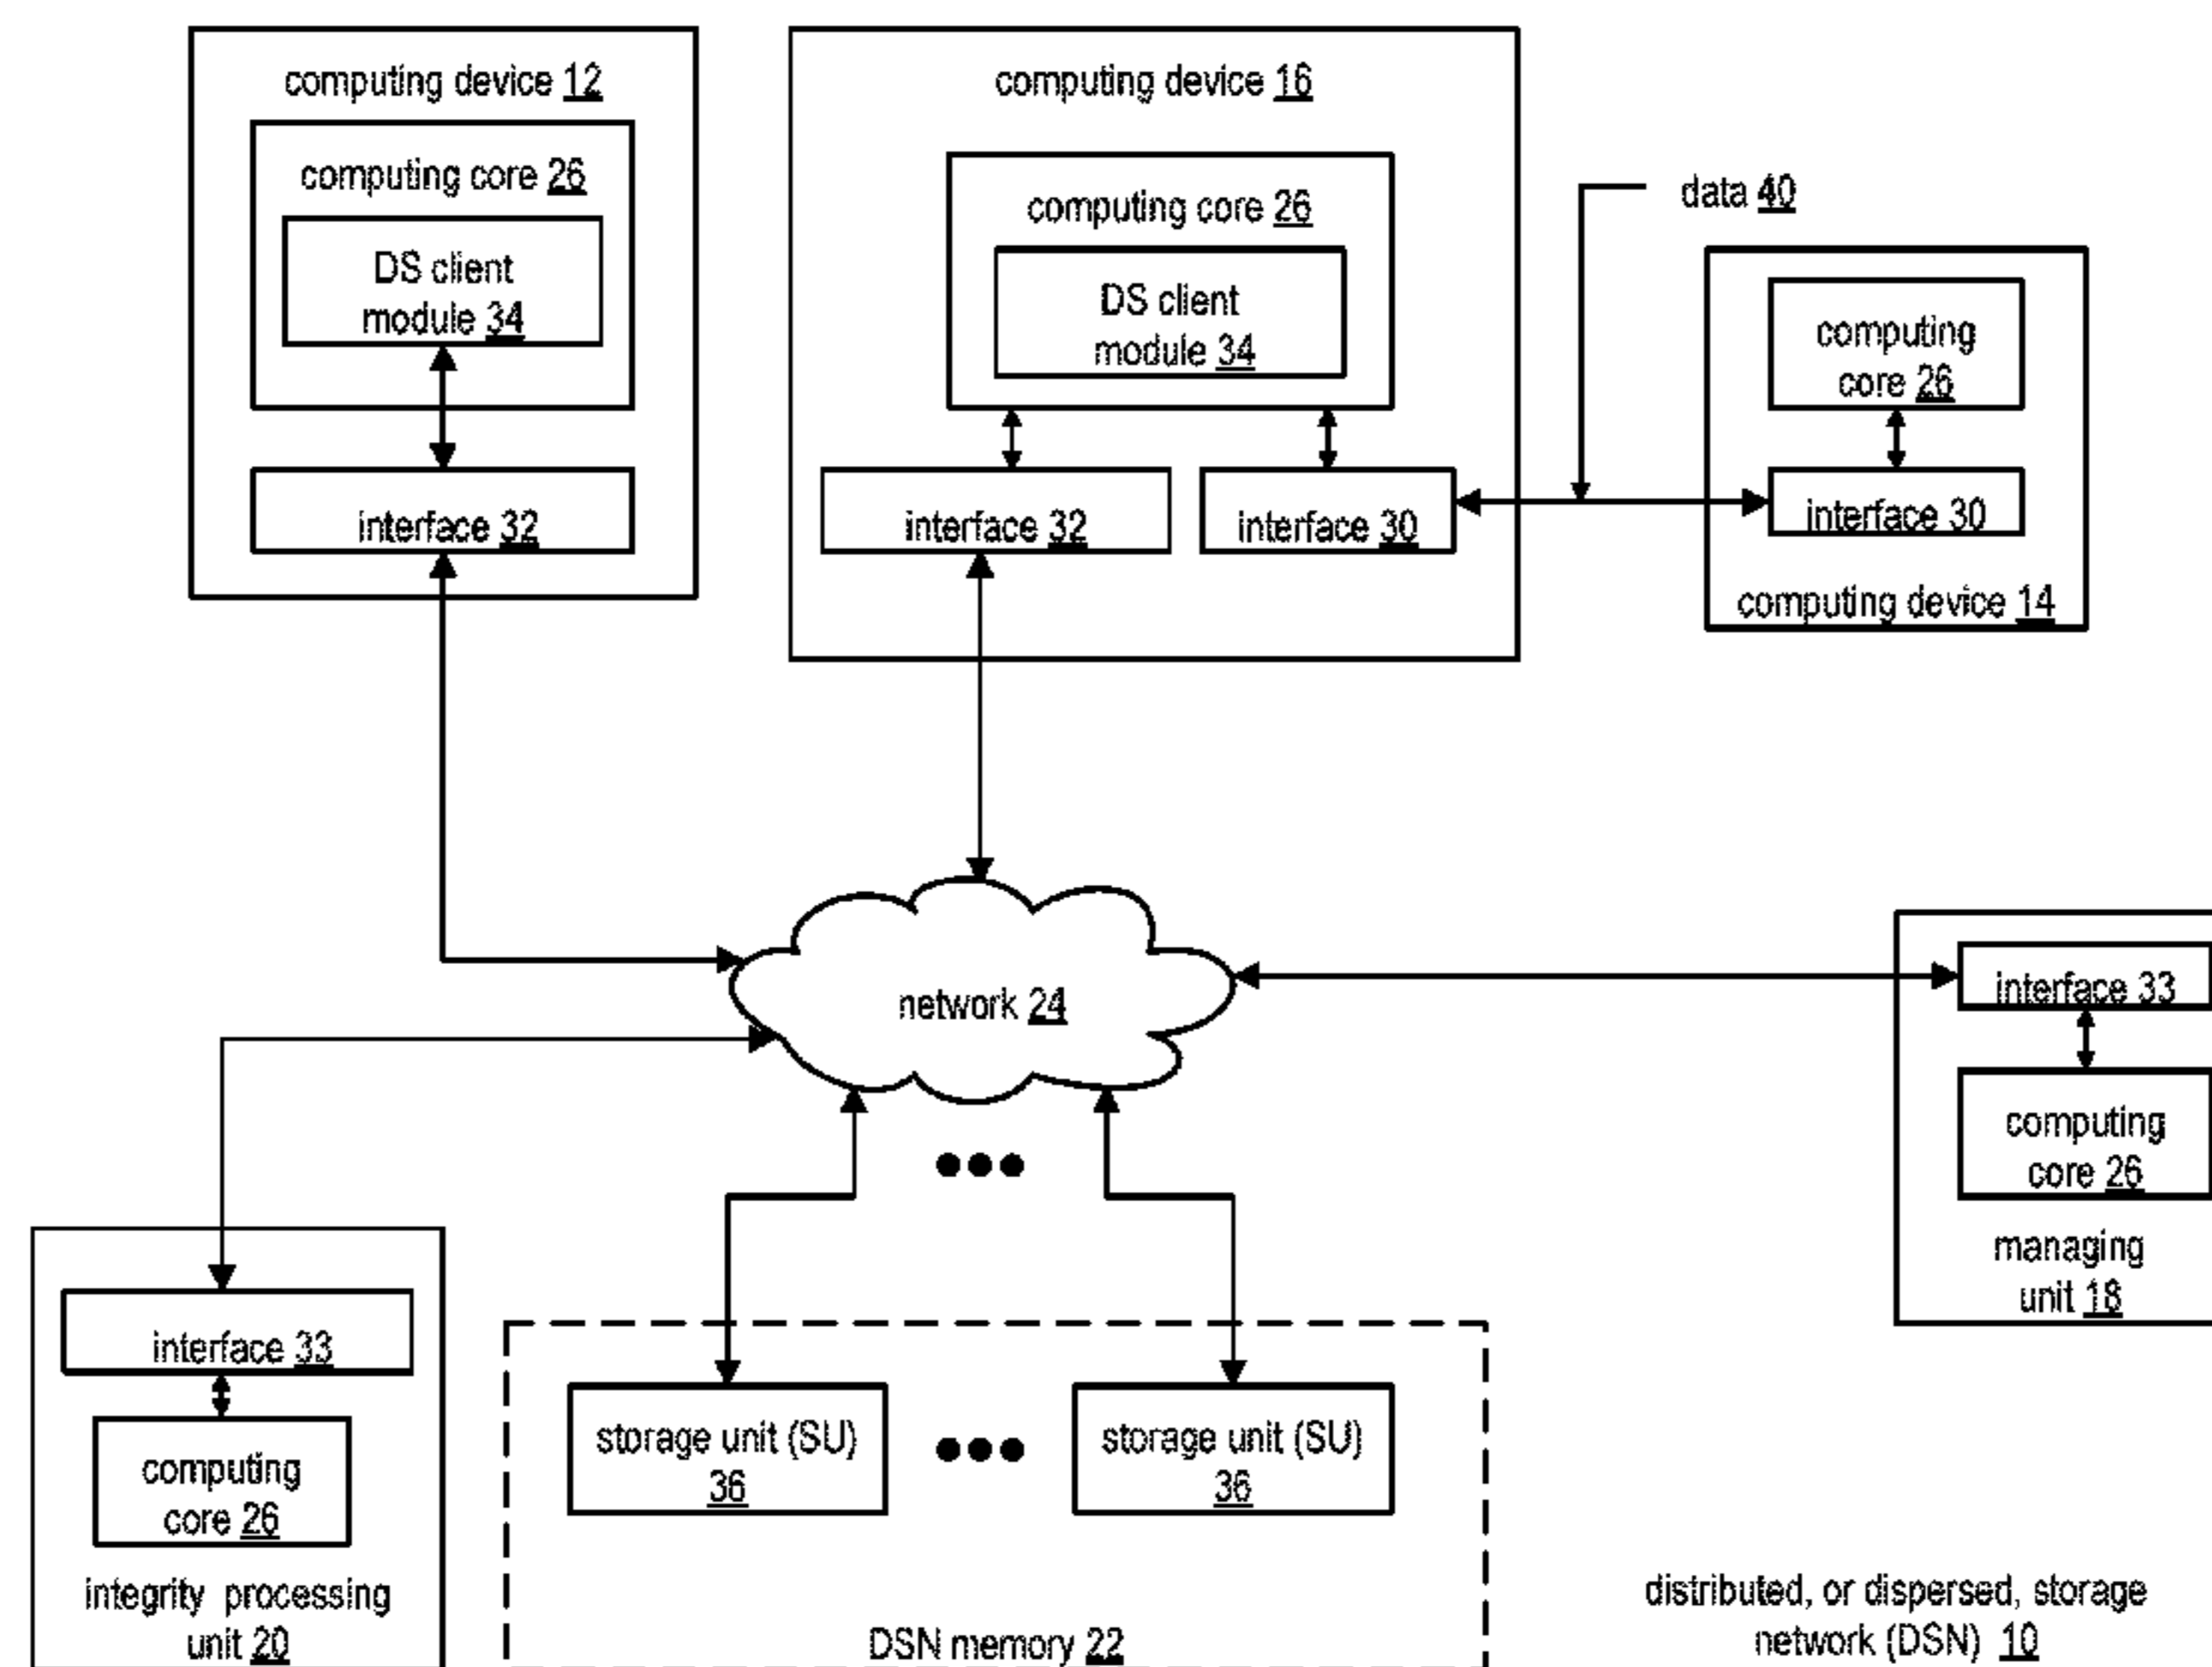 computing device 12
computing core 26
DS client
module 34
interface 32
computing device 16
computing core 26
DS client
module 34
interface 32
interface 30
data 40
computing
core 26
interface 30
computing device 14
network 24
interface 33
computing
core 26
managing
unit 18
interface 33
computing
core 26
integrity processing
unit 20
storage unit (SU)
36
storage unit (SU)
36
DSN memory 22
distributed, or dispersed, storage
network (DSN) 10